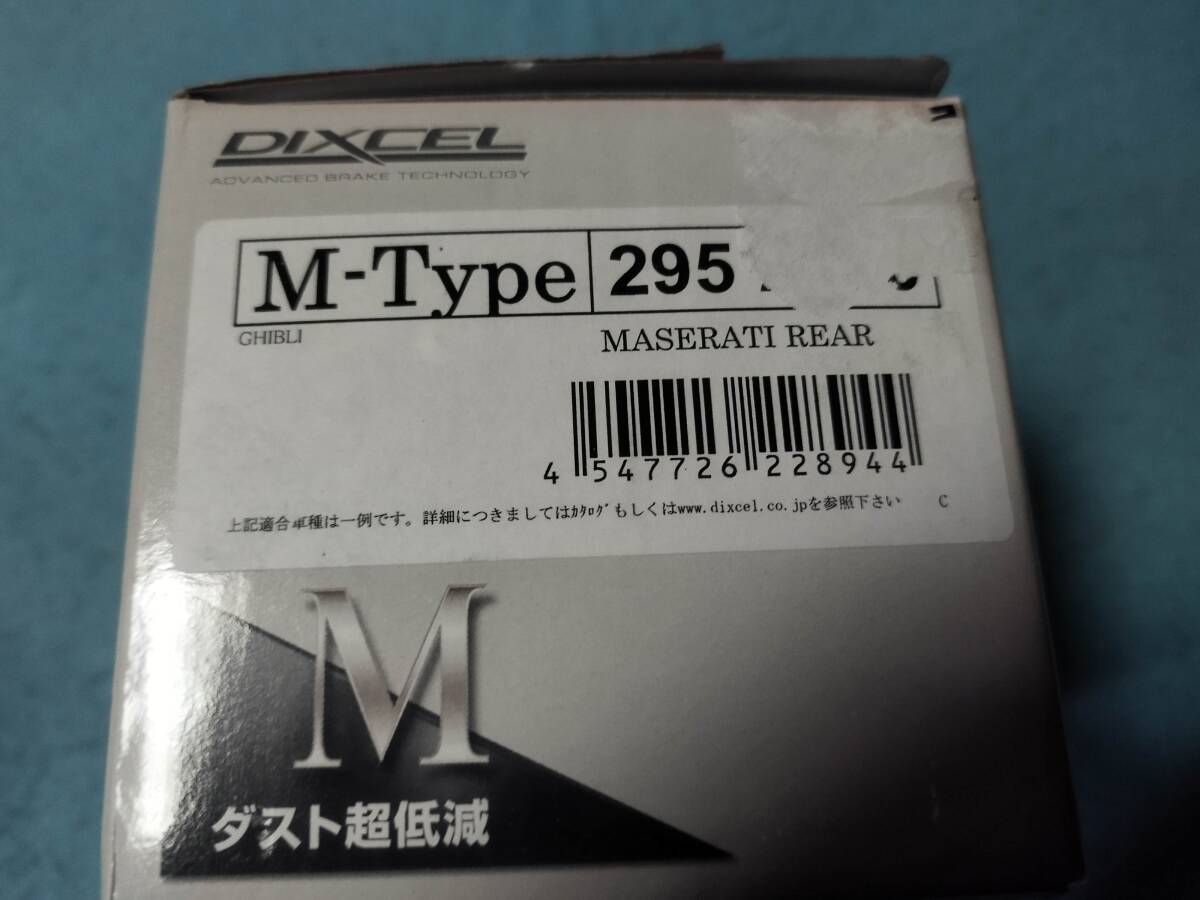 DIXCEL
ADVANCED BRAKE TECHNOLOGY
M-Type 295
GHIBLI MASERATI REAR
4 547726 228944
上記適合車種は一例です。詳細につきましてはｶﾀﾛｸﾞもしくはwww.dixcel.co.jpを参照下さい C
M
ダスト超低減